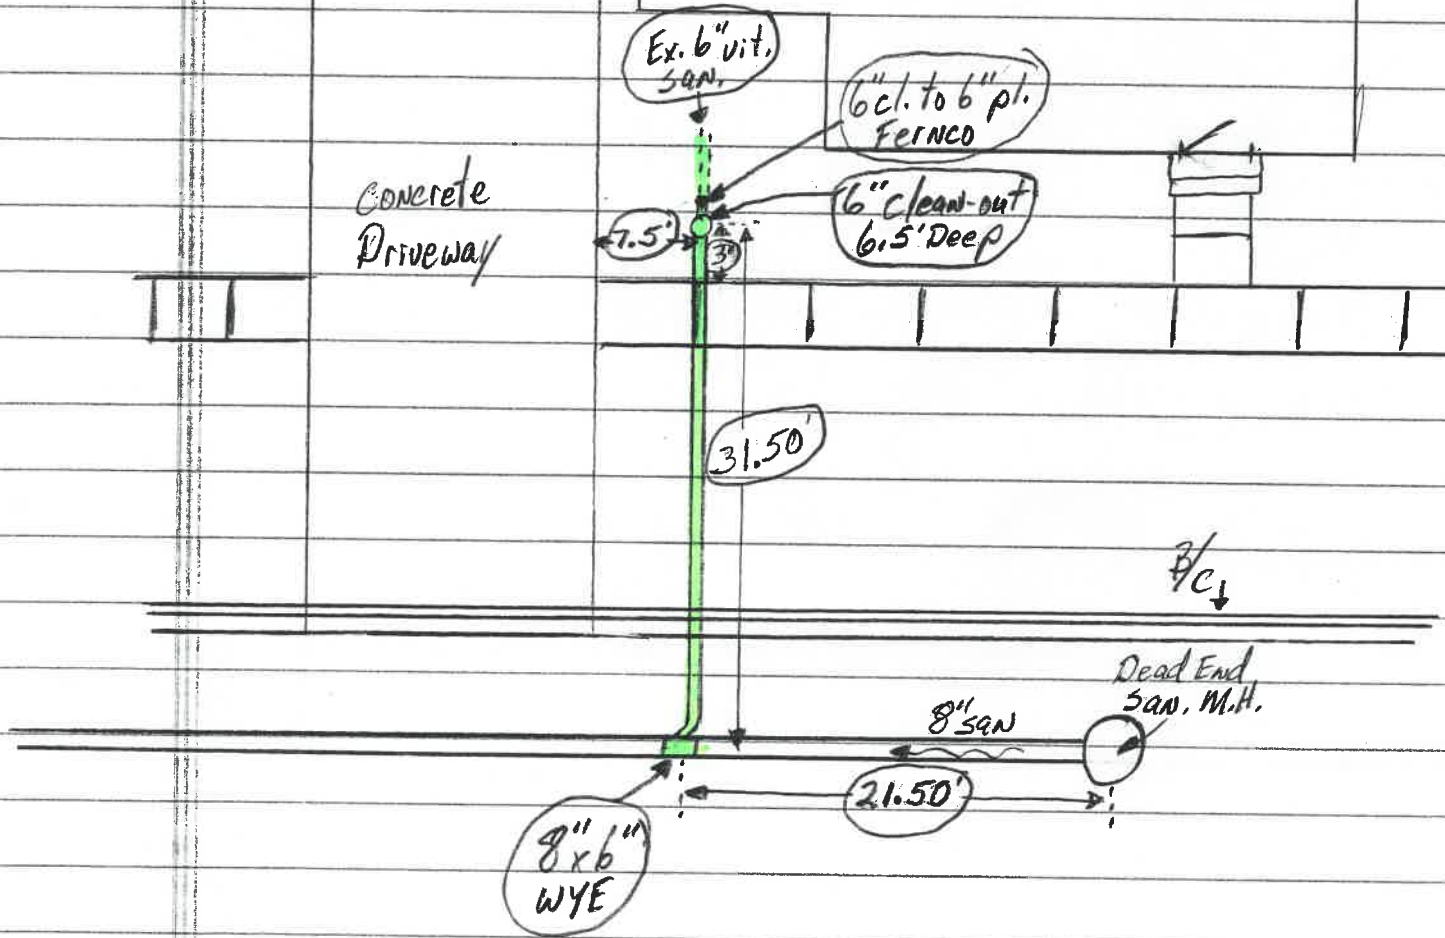 Ex. 6" vit.
San.
6" cl. to 6" pl.
Fernco
Concrete
Driveway
6" Clean-out
6.5' Deep
7.5'
3'
31.50'
B/C
Dead End
San. M.H.
8" San
21.50'
8" x 6"
WYE